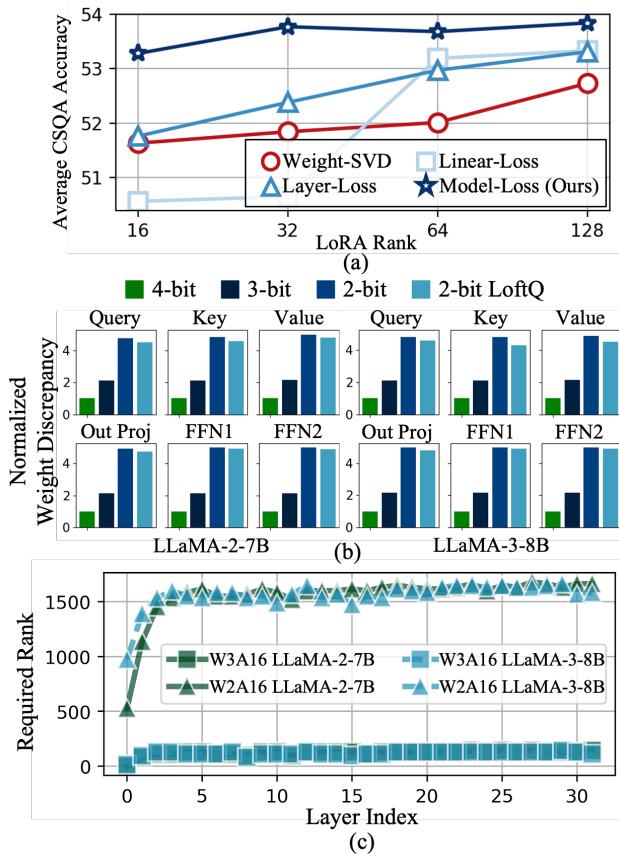 Average CSQA Accuracy
54
53
52
51
Weight-SVD
Linear-Loss
Layer-Loss
Model-Loss (Ours)
16
32
64
128
LoRA Rank
(a)
4-bit 3-bit 2-bit 2-bit LoftQ
Normalized
Weight Discrepancy
Query Key Value Query Key Value
4
2
0
Out Proj FFN1 FFN2 Out Proj FFN1 FFN2
4
2
0
LLaMA-2-7B (b) LLaMA-3-8B
Required Rank
1500
1000
500
0
W3A16 LLaMA-2-7B W3A16 LLaMA-3-8B
W2A16 LLaMA-2-7B W2A16 LLaMA-3-8B
0 5 10 15 20 25 30
Layer Index
(c)